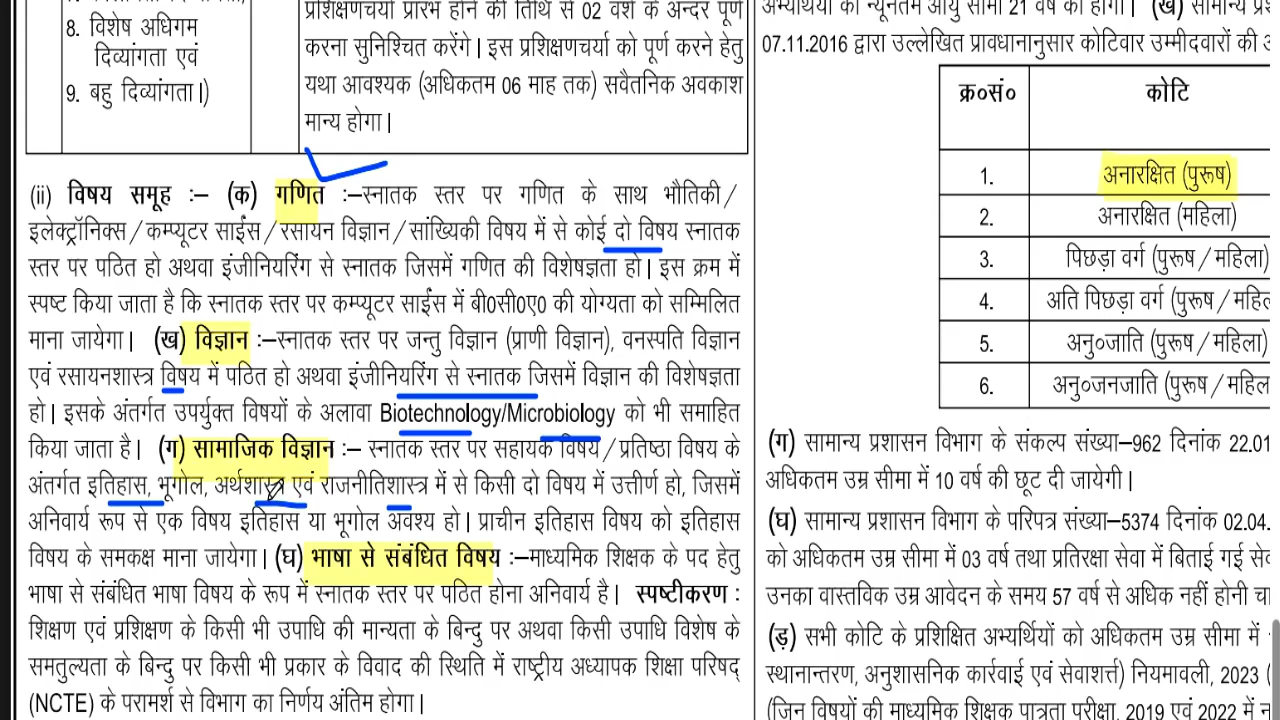 8. विशेष अधिगम
दिव्यांगता एवं
9. बहु दिव्यांगता।)
प्रशिक्षणचर्या प्रारंभ होने की तिथि से 02 वर्श के अन्दर पूर्ण
करना सुनिश्चित करेंगे। इस प्रशिक्षणचर्या को पूर्ण करने हेतु
यथा आवश्यक (अधिकतम 06 माह तक) सवैतनिक अवकाश
मान्य होगा।
(ii) विषय समूह :– (क) गणित :–स्नातक स्तर पर गणित के साथ भौतिकी/
इलेक्ट्रॉनिक्स/कम्प्यूटर साईंस/रसायन विज्ञान/सांख्यिकी विषय में से कोई दो विषय स्नातक
स्तर पर पठित हो अथवा इंजीनियरिंग से स्नातक जिसमें गणित की विशेषज्ञता हो। इस क्रम में
स्पष्ट किया जाता है कि स्नातक स्तर पर कम्प्यूटर साईंस में बी0सी0ए0 की योग्यता को सम्मिलित
माना जायेगा। (ख) विज्ञान :–स्नातक स्तर पर जन्तु विज्ञान (प्राणी विज्ञान), वनस्पति विज्ञान
एवं रसायनशास्त्र विषय में पठित हो अथवा इंजीनियरिंग से स्नातक जिसमें विज्ञान की विशेषज्ञता
हो। इसके अंतर्गत उपर्युक्त विषयों के अलावा Biotechnology/Microbiology को भी समाहित
किया जाता है। (ग) सामाजिक विज्ञान :– स्नातक स्तर पर सहायक विषय/प्रतिष्ठा विषय के
अंतर्गत इतिहास, भूगोल, अर्थशास्त्र एवं राजनीतिशास्त्र में से किसी दो विषय में उत्तीर्ण हो, जिसमें
अनिवार्य रूप से एक विषय इतिहास या भूगोल अवश्य हो। प्राचीन इतिहास विषय को इतिहास
विषय के समकक्ष माना जायेगा। (घ) भाषा से संबंधित विषय :–माध्यमिक शिक्षक के पद हेतु
भाषा से संबंधित भाषा विषय के रूप में स्नातक स्तर पर पठित होना अनिवार्य है। स्पष्टीकरण :
शिक्षण एवं प्रशिक्षण के किसी भी उपाधि की मान्यता के बिन्दु पर अथवा किसी उपाधि विशेष के
समतुल्यता के बिन्दु पर किसी भी प्रकार के विवाद की स्थिति में राष्ट्रीय अध्यापक शिक्षा परिषद्
(NCTE) के परामर्श से विभाग का निर्णय अंतिम होगा।
अभ्यर्थियों की न्यूनतम आयु सीमा 21 वर्ष की होगी। (ख) सामान्य
07.11.2016 द्वारा उल्लेखित प्रावधानानुसार कोटिवार उम्मीदवारों की
क्र०सं० कोटि
1. अनारक्षित (पुरूष)
2. अनारक्षित (महिला)
3. पिछड़ा वर्ग (पुरूष/महिला)
4. अति पिछड़ा वर्ग (पुरूष/
5. अनु०जाति (पुरूष/महिला)
6. अनु०जनजाति (पुरूष/
(ग) सामान्य प्रशासन विभाग के संकल्प संख्या–962 दिनांक 22.01
अधिकतम उम्र सीमा में 10 वर्ष की छूट दी जायेगी।
(घ) सामान्य प्रशासन विभाग के परिपत्र संख्या–5374 दिनांक 02.04.
को अधिकतम उम्र सीमा में 03 वर्ष तथा प्रतिरक्षा सेवा में बिताई गई
उनका वास्तविक उम्र आवेदन के समय 57 वर्ष से अधिक नहीं होनी
(ड़) सभी कोटि के प्रशिक्षित अभ्यर्थियों को अधिकतम उम्र सीमा में
स्थानान्तरण, अनुशासनिक कार्रवाई एवं सेवाशर्त्त) नियमावली, 2023
(जिन विषयों की माध्यमिक शिक्षक पात्रता परीक्षा, 2019 एवं 2022 में